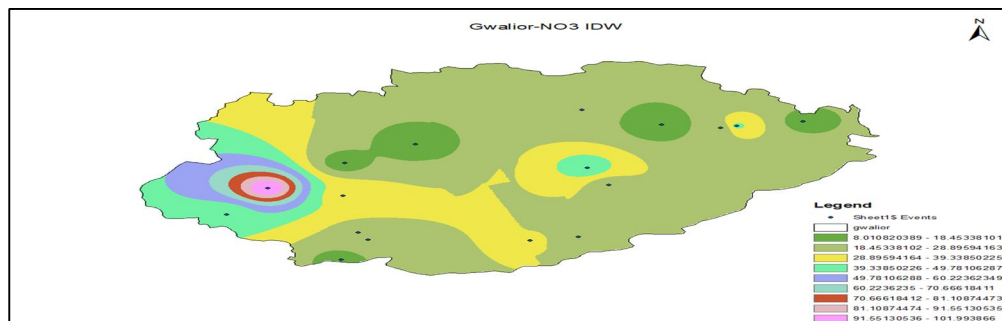 Gwalior-NO3 IDW
N
Legend
Sheet1$ Events
gwalior
8.010820389 - 18.45338101
18.45338102 - 28.89594163
28.89594164 - 39.33850225
39.33850226 - 49.78106287
49.78106288 - 60.22362349
60.2236235 - 70.66618411
70.66618412 - 81.10874473
81.10874474 - 91.55130535
91.55130536 - 101.993866